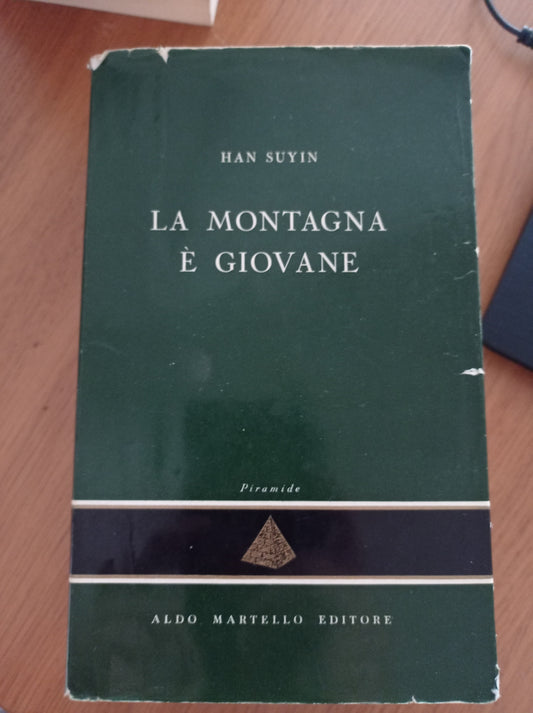 HAN SUYIN
LA MONTAGNA
È GIOVANE
Piramide
ALDO MARTELLO EDITORE